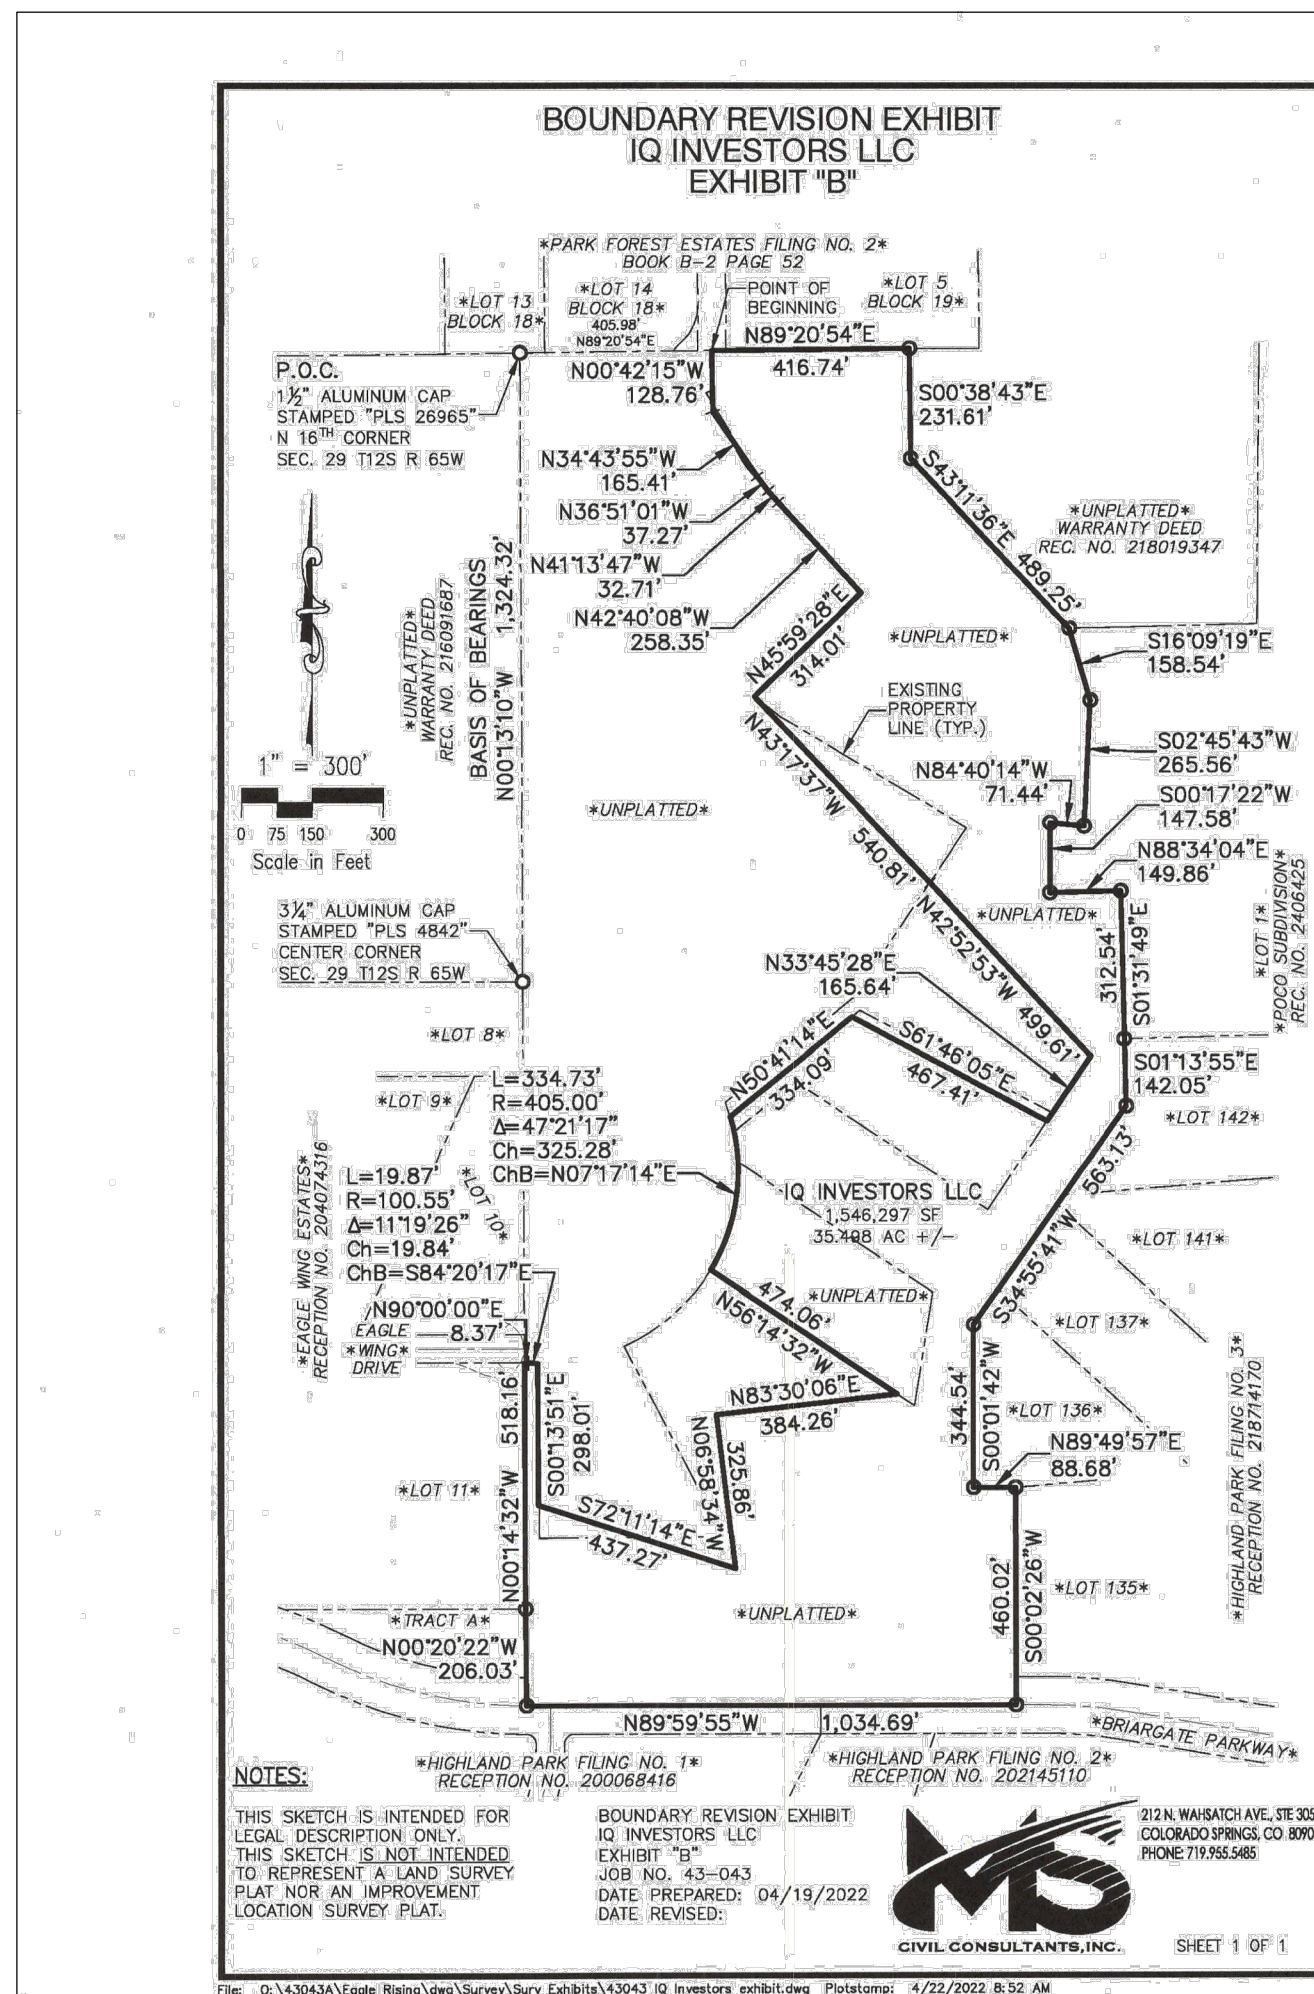 BOUNDARY REVISION EXHIBIT
IQ INVESTORS LLC
EXHIBIT "B"
*PARK FOREST ESTATES FILING NO. 2*
BOOK B-2 PAGE 52
*LOT 13
BLOCK 18*
*LOT 14
BLOCK 18*
405.98'
N89°20'54"E
POINT OF
BEGINNING
*LOT 5
BLOCK 19*
N89°20'54"E
416.74'
P.O.C.
1½" ALUMINUM CAP
STAMPED "PLS 26965"
N 16TH CORNER
SEC. 29 T12S R 65W
N00°42'15"W
128.76'
S00°38'43"E
231.61'
N34°43'55"W
165.41'
N36°51'01"W
37.27'
N41°13'47"W
32.71'
N42°40'08"W
258.35'
S43°11'36"E 489.25'
*UNPLATTED*
WARRANTY DEED
REC. NO. 218019347
*UNPLATTED*
WARRANTY DEED
REC. NO. 216091687
BASIS OF BEARINGS
N00°13'10"W 1,324.32'
N45°59'28"E
314.01'
*UNPLATTED*
S16°09'19"E
158.54'
EXISTING
PROPERTY
LINE (TYP.)
S02°45'43"W
265.56'
N84°40'14"W
71.44'
S00°17'22"W
147.58'
N88°34'04"E
149.86'
1" = 300'
0 75 150 300
Scale in Feet
*UNPLATTED*
N43°17'37"W 540.81'
3¼" ALUMINUM CAP
STAMPED "PLS 4842"
CENTER CORNER
SEC. 29 T12S R 65W
*UNPLATTED*
N42°52'53"W 499.61'
312.54'
S01°31'49"E
*LOT 1*
*POCO SUBDIVISION*
REC. NO. 2406425
N33°45'28"E
165.64'
*LOT 8*
N50°41'14"E
334.09'
S61°46'05"E
467.41'
S01°13'55"E
142.05'
*LOT 9*
L=334.73'
R=405.00'
Δ=47°21'17"
Ch=325.28'
ChB=N07°17'14"E
*LOT 142*
*EAGLE WING ESTATES*
RECEPTION NO. 204074316
L=19.87'
R=100.55'
Δ=11°19'26"
Ch=19.84'
ChB=S84°20'17"E
*LOT 10*
IQ INVESTORS LLC
1,546,297 SF
35.498 AC +/-
S34°55'41"W 563.13'
*LOT 141*
N90°00'00"E
8.37'
EAGLE
*WING*
DRIVE
474.06'
N56°14'32"W
*UNPLATTED*
*LOT 137*
N83°30'06"E
384.26'
N00°14'32"W 518.16'
S00°13'51"E
298.01'
N06°58'34"W
325.86'
344.54'
S00°01'42"W
*LOT 136*
N89°49'57"E
88.68'
*LOT 11*
S72°11'14"E
437.27'
*HIGHLAND PARK FILING NO. 3*
RECEPTION NO. 218714170
460.02'
S00°02'26"W
*LOT 135*
*TRACT A*
N00°20'22"W
206.03'
*UNPLATTED*
N89°59'55"W 1,034.69'
*BRIARGATE PARKWAY*
*HIGHLAND PARK FILING NO. 1*
RECEPTION NO. 200068416
*HIGHLAND PARK FILING NO. 2*
RECEPTION NO. 202145110
NOTES:
THIS SKETCH IS INTENDED FOR
LEGAL DESCRIPTION ONLY.
THIS SKETCH IS NOT INTENDED
TO REPRESENT A LAND SURVEY
PLAT NOR AN IMPROVEMENT
LOCATION SURVEY PLAT.
BOUNDARY REVISION EXHIBIT
IQ INVESTORS LLC
EXHIBIT "B"
JOB NO. 43-043
DATE PREPARED: 04/19/2022
DATE REVISED:
MS
CIVIL CONSULTANTS, INC.
212 N. WAHSATCH AVE., STE 305
COLORADO SPRINGS, CO 8090
PHONE: 719.955.5485
SHEET 1 OF 1
File: O:\43043A\Eagle Rising\dwg\Survey\Surv Exhibits\43043 IQ Investors exhibit.dwg Plotstamp: 4/22/2022 8:52 AM